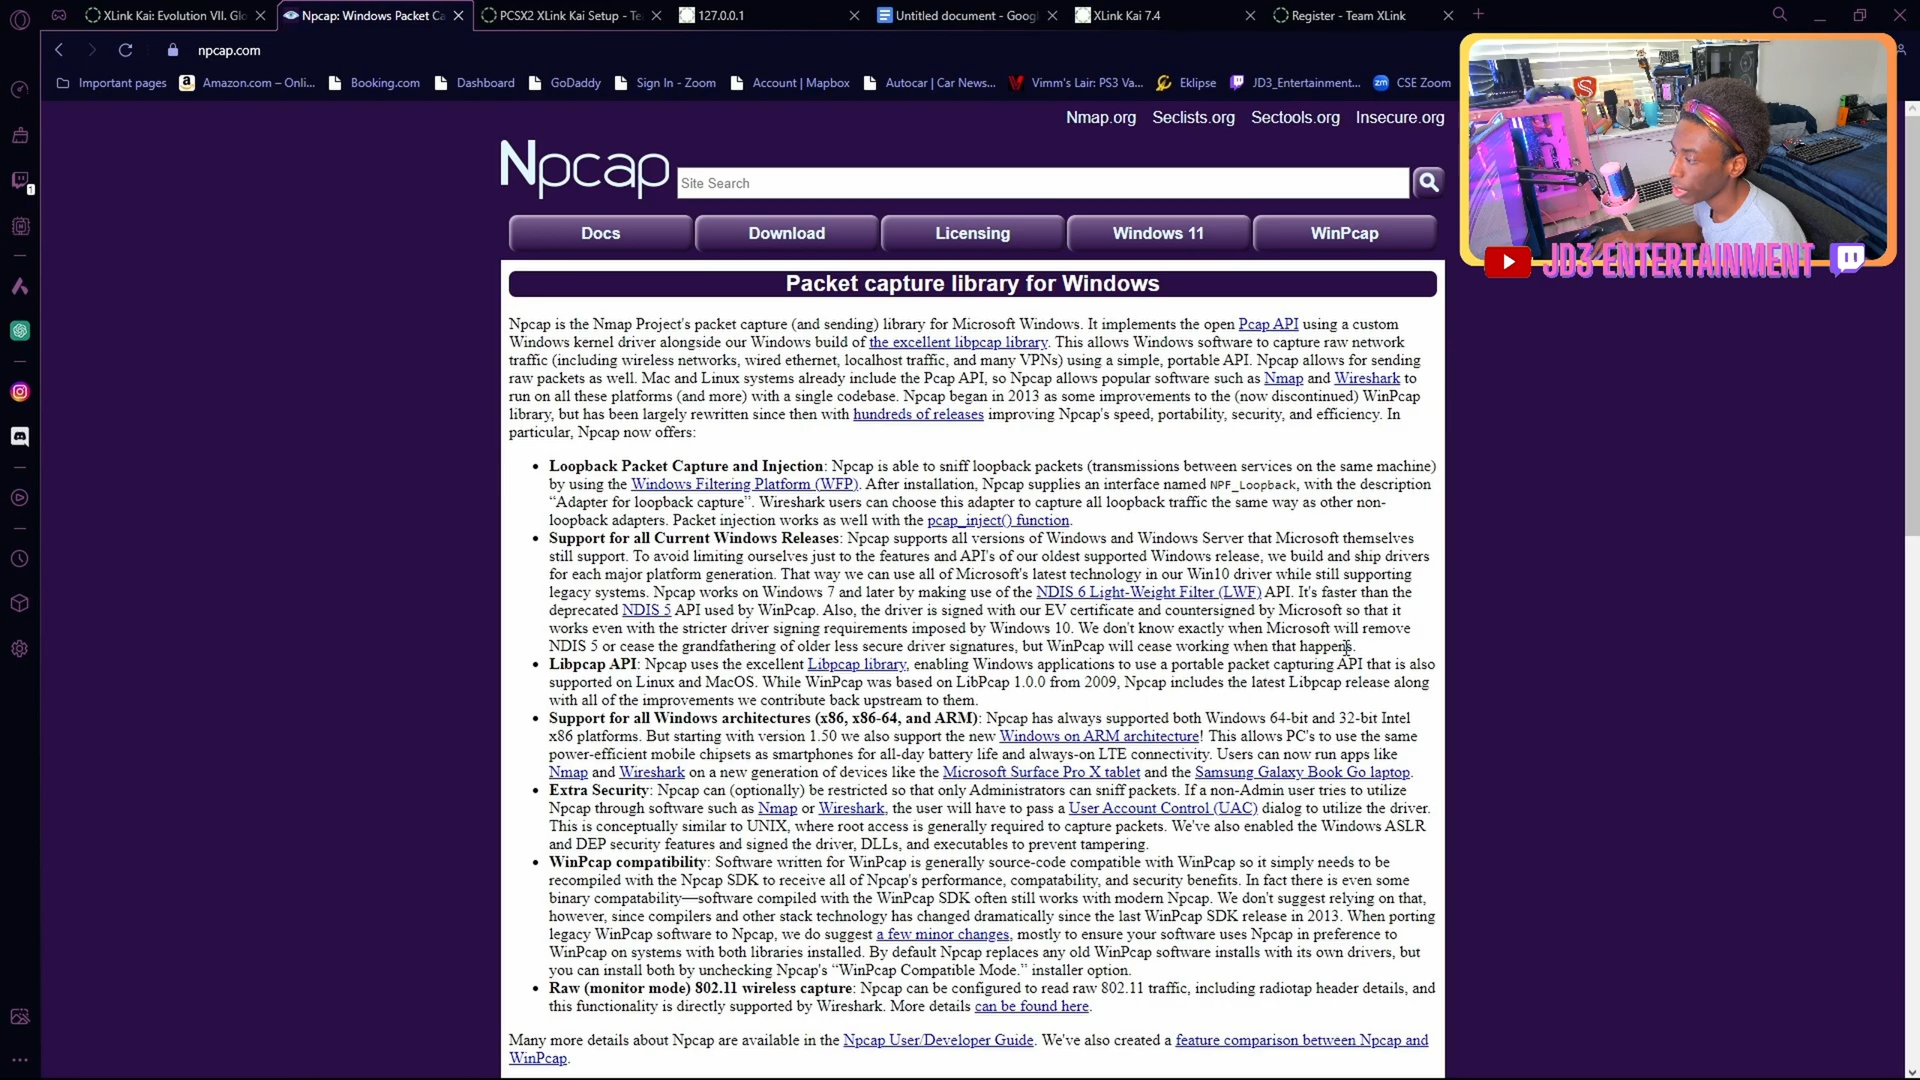 XLink Kai: Evolution VII. Glo
Npcap: Windows Packet Ca
PCSX2 XLink Kai Setup - Te
127.0.0.1
Untitled document - Googl
XLink Kai 7.4
Register - Team XLink
npcap.com
Important pages
Amazon.com – Onli...
Booking.com
Dashboard
GoDaddy
Sign In - Zoom
Account | Mapbox
Autocar | Car News...
Vimm's Lair: PS3 Va...
Eklipse
JD3_Entertainment...
zm
CSE Zoom
1
Nmap.org
Seclists.org
Sectools.org
Insecure.org
Npcap
Site Search
Docs
Download
Licensing
Windows 11
WinPcap
JD3 ENTERTAINMENT
Packet capture library for Windows
Npcap is the Nmap Project's packet capture (and sending) library for Microsoft Windows. It implements the open Pcap API using a custom
Windows kernel driver alongside our Windows build of the excellent libpcap library. This allows Windows software to capture raw network
traffic (including wireless networks, wired ethernet, localhost traffic, and many VPNs) using a simple, portable API. Npcap allows for sending
raw packets as well. Mac and Linux systems already include the Pcap API, so Npcap allows popular software such as Nmap and Wireshark to
run on all these platforms (and more) with a single codebase. Npcap began in 2013 as some improvements to the (now discontinued) WinPcap
library, but has been largely rewritten since then with hundreds of releases improving Npcap's speed, portability, security, and efficiency. In
particular, Npcap now offers:
• Loopback Packet Capture and Injection: Npcap is able to sniff loopback packets (transmissions between services on the same machine)
by using the Windows Filtering Platform (WFP). After installation, Npcap supplies an interface named NPF_Loopback, with the description
“Adapter for loopback capture”. Wireshark users can choose this adapter to capture all loopback traffic the same way as other non-
loopback adapters. Packet injection works as well with the pcap_inject() function.
• Support for all Current Windows Releases: Npcap supports all versions of Windows and Windows Server that Microsoft themselves
still support. To avoid limiting ourselves just to the features and API's of our oldest supported Windows release, we build and ship drivers
for each major platform generation. That way we can use all of Microsoft's latest technology in our Win10 driver while still supporting
legacy systems. Npcap works on Windows 7 and later by making use of the NDIS 6 Light-Weight Filter (LWF) API. It's faster than the
deprecated NDIS 5 API used by WinPcap. Also, the driver is signed with our EV certificate and countersigned by Microsoft so that it
works even with the stricter driver signing requirements imposed by Windows 10. We don't know exactly when Microsoft will remove
NDIS 5 or cease the grandfathering of older less secure driver signatures, but WinPcap will cease working when that happens.
• Libpcap API: Npcap uses the excellent Libpcap library, enabling Windows applications to use a portable packet capturing API that is also
supported on Linux and MacOS. While WinPcap was based on LibPcap 1.0.0 from 2009, Npcap includes the latest Libpcap release along
with all of the improvements we contribute back upstream to them.
• Support for all Windows architectures (x86, x86-64, and ARM): Npcap has always supported both Windows 64-bit and 32-bit Intel
x86 platforms. But starting with version 1.50 we also support the new Windows on ARM architecture! This allows PC's to use the same
power-efficient mobile chipsets as smartphones for all-day battery life and always-on LTE connectivity. Users can now run apps like
Nmap and Wireshark on a new generation of devices like the Microsoft Surface Pro X tablet and the Samsung Galaxy Book Go laptop.
• Extra Security: Npcap can (optionally) be restricted so that only Administrators can sniff packets. If a non-Admin user tries to utilize
Npcap through software such as Nmap or Wireshark, the user will have to pass a User Account Control (UAC) dialog to utilize the driver.
This is conceptually similar to UNIX, where root access is generally required to capture packets. We've also enabled the Windows ASLR
and DEP security features and signed the driver, DLLs, and executables to prevent tampering.
• WinPcap compatibility: Software written for WinPcap is generally source-code compatible with WinPcap so it simply needs to be
recompiled with the Npcap SDK to receive all of Npcap's performance, compatability, and security benefits. In fact there is even some
binary compatability—software compiled with the WinPcap SDK often still works with modern Npcap. We don't suggest relying on that,
however, since compilers and other stack technology has changed dramatically since the last WinPcap SDK release in 2013. When porting
legacy WinPcap software to Npcap, we do suggest a few minor changes, mostly to ensure your software uses Npcap in preference to
WinPcap on systems with both libraries installed. By default Npcap replaces any old WinPcap software installs with its own drivers, but
you can install both by unchecking Npcap's “WinPcap Compatible Mode.” installer option.
• Raw (monitor mode) 802.11 wireless capture: Npcap can be configured to read raw 802.11 traffic, including radiotap header details, and
this functionality is directly supported by Wireshark. More details can be found here.
Many more details about Npcap are available in the Npcap User/Developer Guide. We've also created a feature comparison between Npcap and
WinPcap.